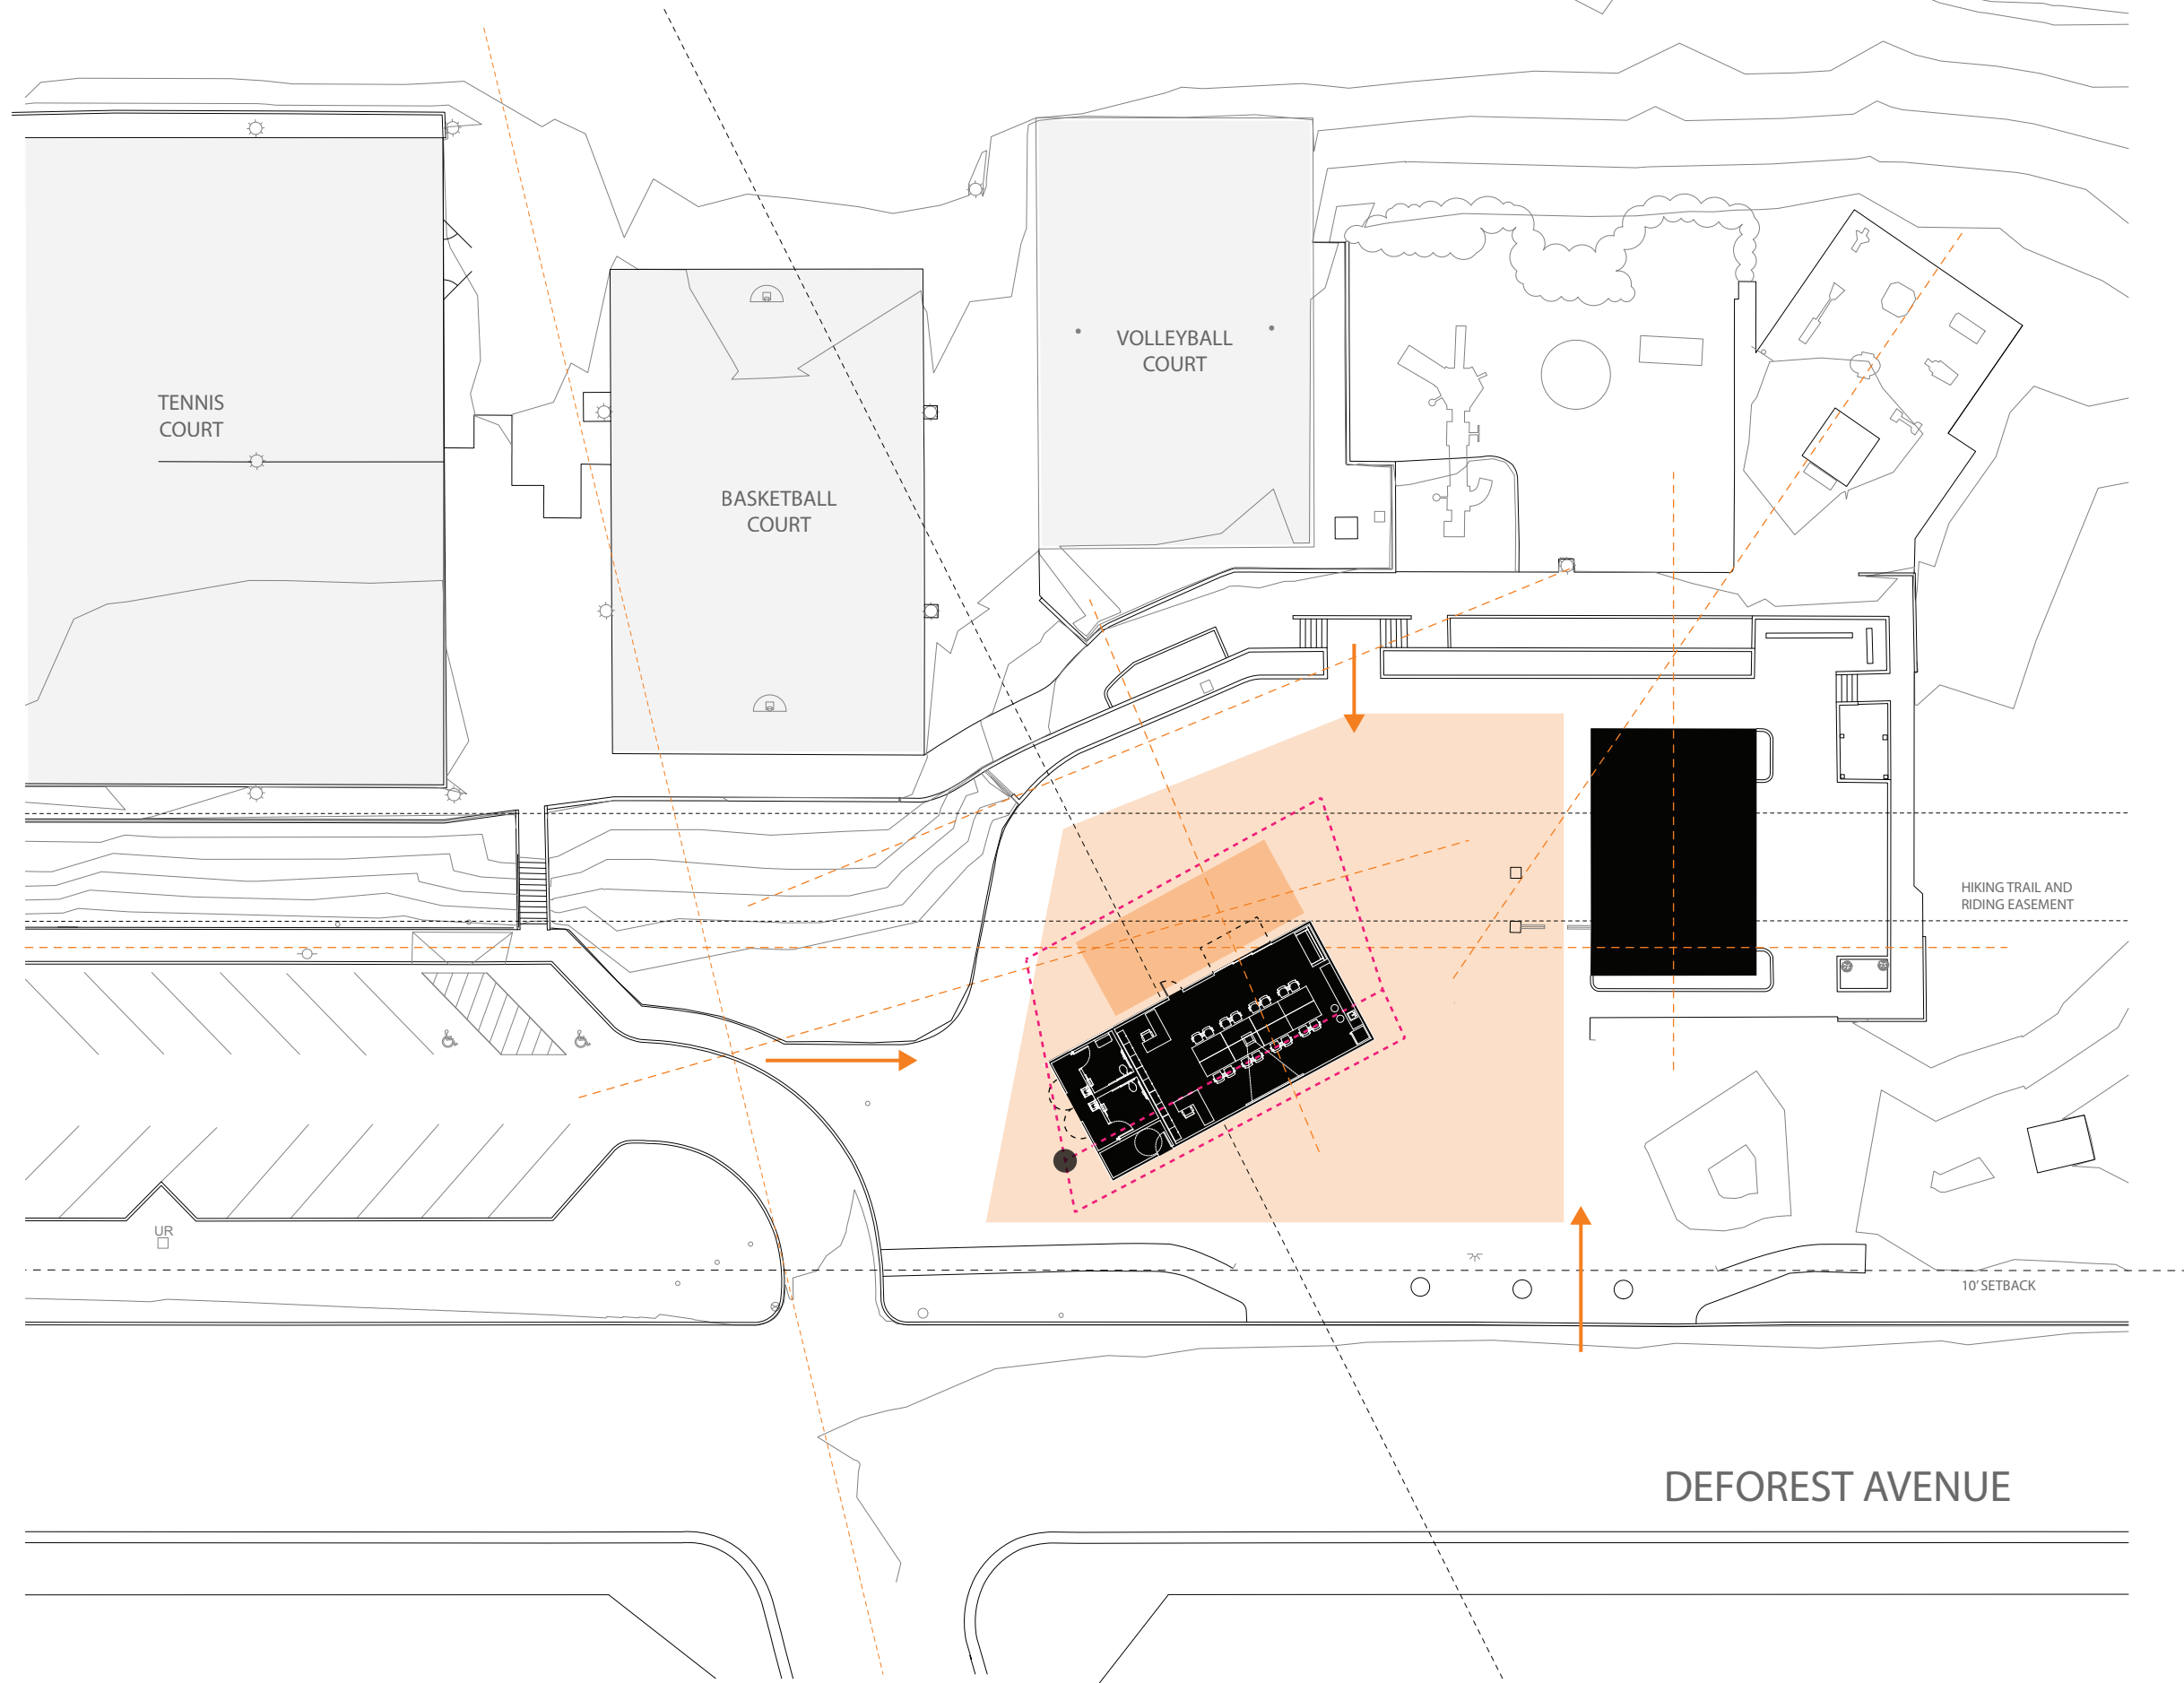 VOLLEYBALL
COURT
TENNIS
COURT
BASKETBALL
COURT
HIKING TRAIL AND
RIDING EASEMENT
UR
10' SETBACK
DEFOREST AVENUE